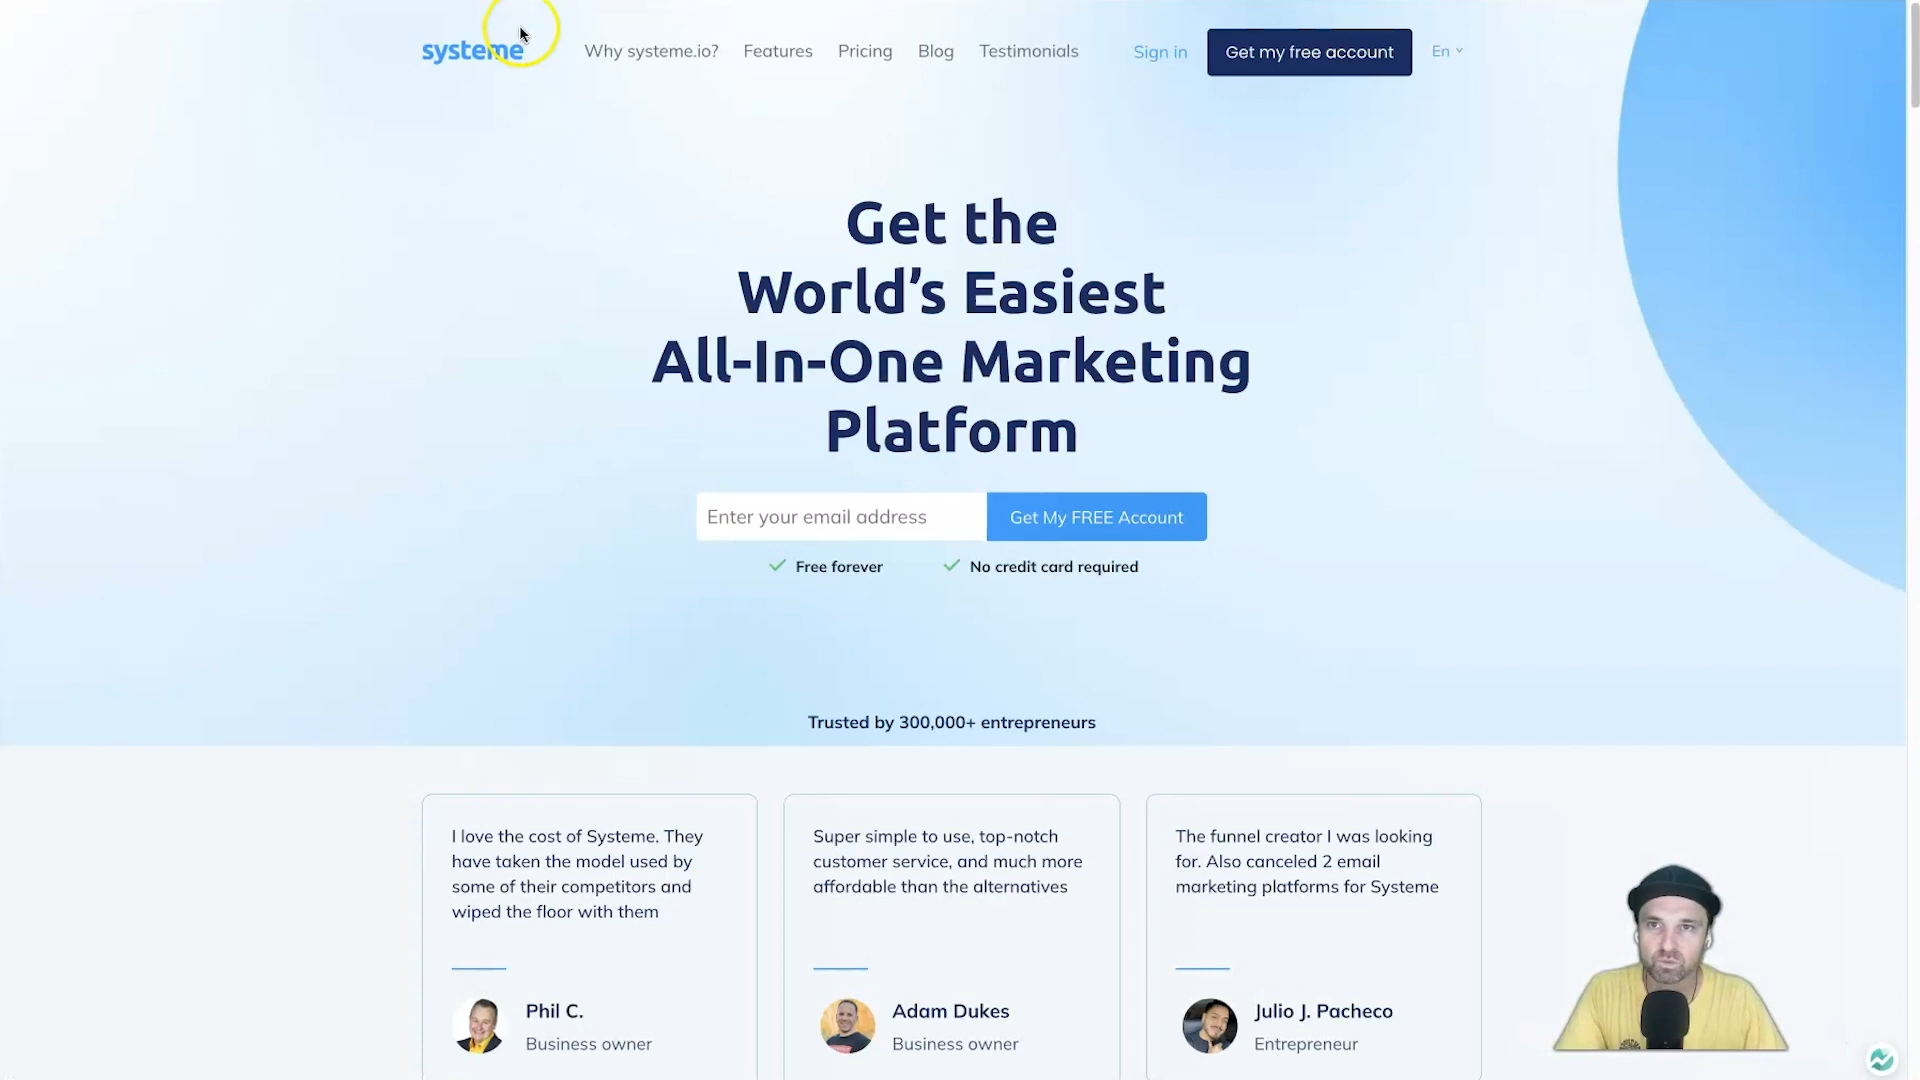 systeme
Why systeme.io?
Features
Pricing
Blog
Testimonials
Sign in
Get my free account
En
Get the
World’s Easiest
All-In-One Marketing
Platform
Enter your email address
Get My FREE Account
Free forever
No credit card required
Trusted by 300,000+ entrepreneurs
I love the cost of Systeme. They
have taken the model used by
some of their competitors and
wiped the floor with them
Phil C.
Business owner
Super simple to use, top-notch
customer service, and much more
affordable than the alternatives
Adam Dukes
Business owner
The funnel creator I was looking
for. Also canceled 2 email
marketing platforms for Systeme
Julio J. Pacheco
Entrepreneur